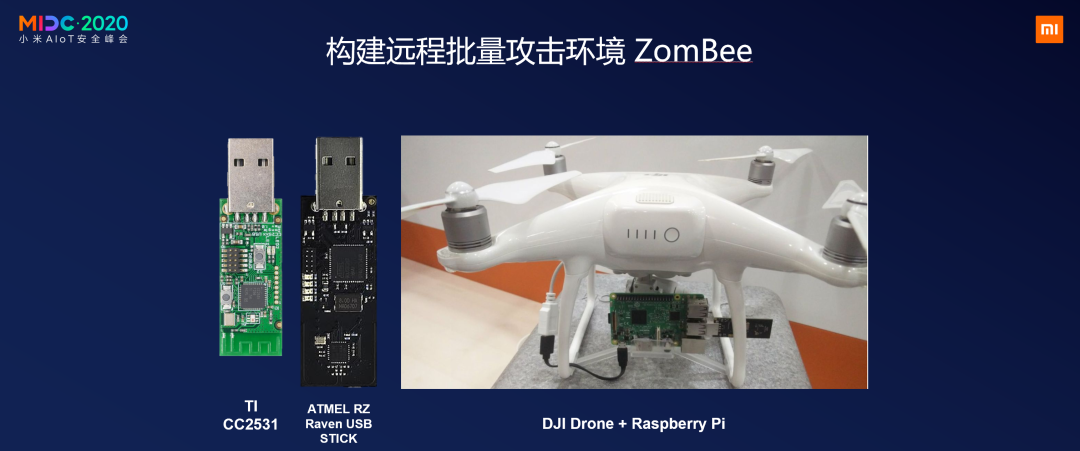 MIDC·2020
小米AIoT安全峰会
mi
构建远程批量攻击环境 ZomBee
TI
CC2531
ATMEL RZ
Raven USB
STICK
DJI Drone + Raspberry Pi